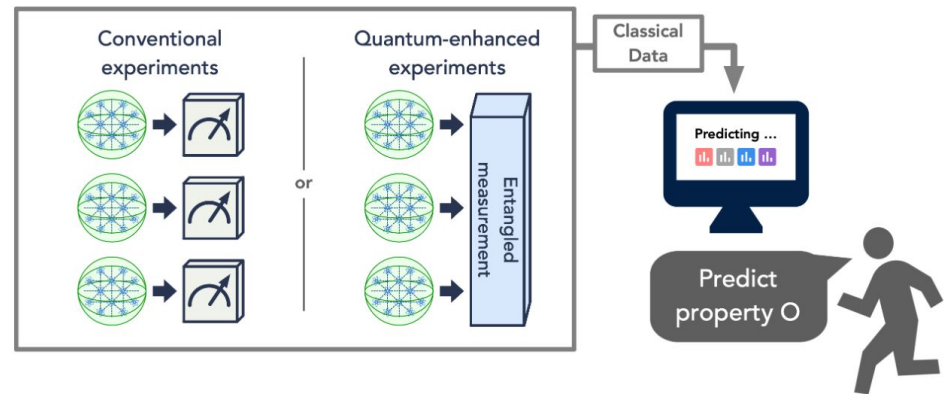 Conventional
experiments
Quantum-enhanced
experiments
or
Entangled
measurement
Classical
Data
Predicting ...
Predict
property O